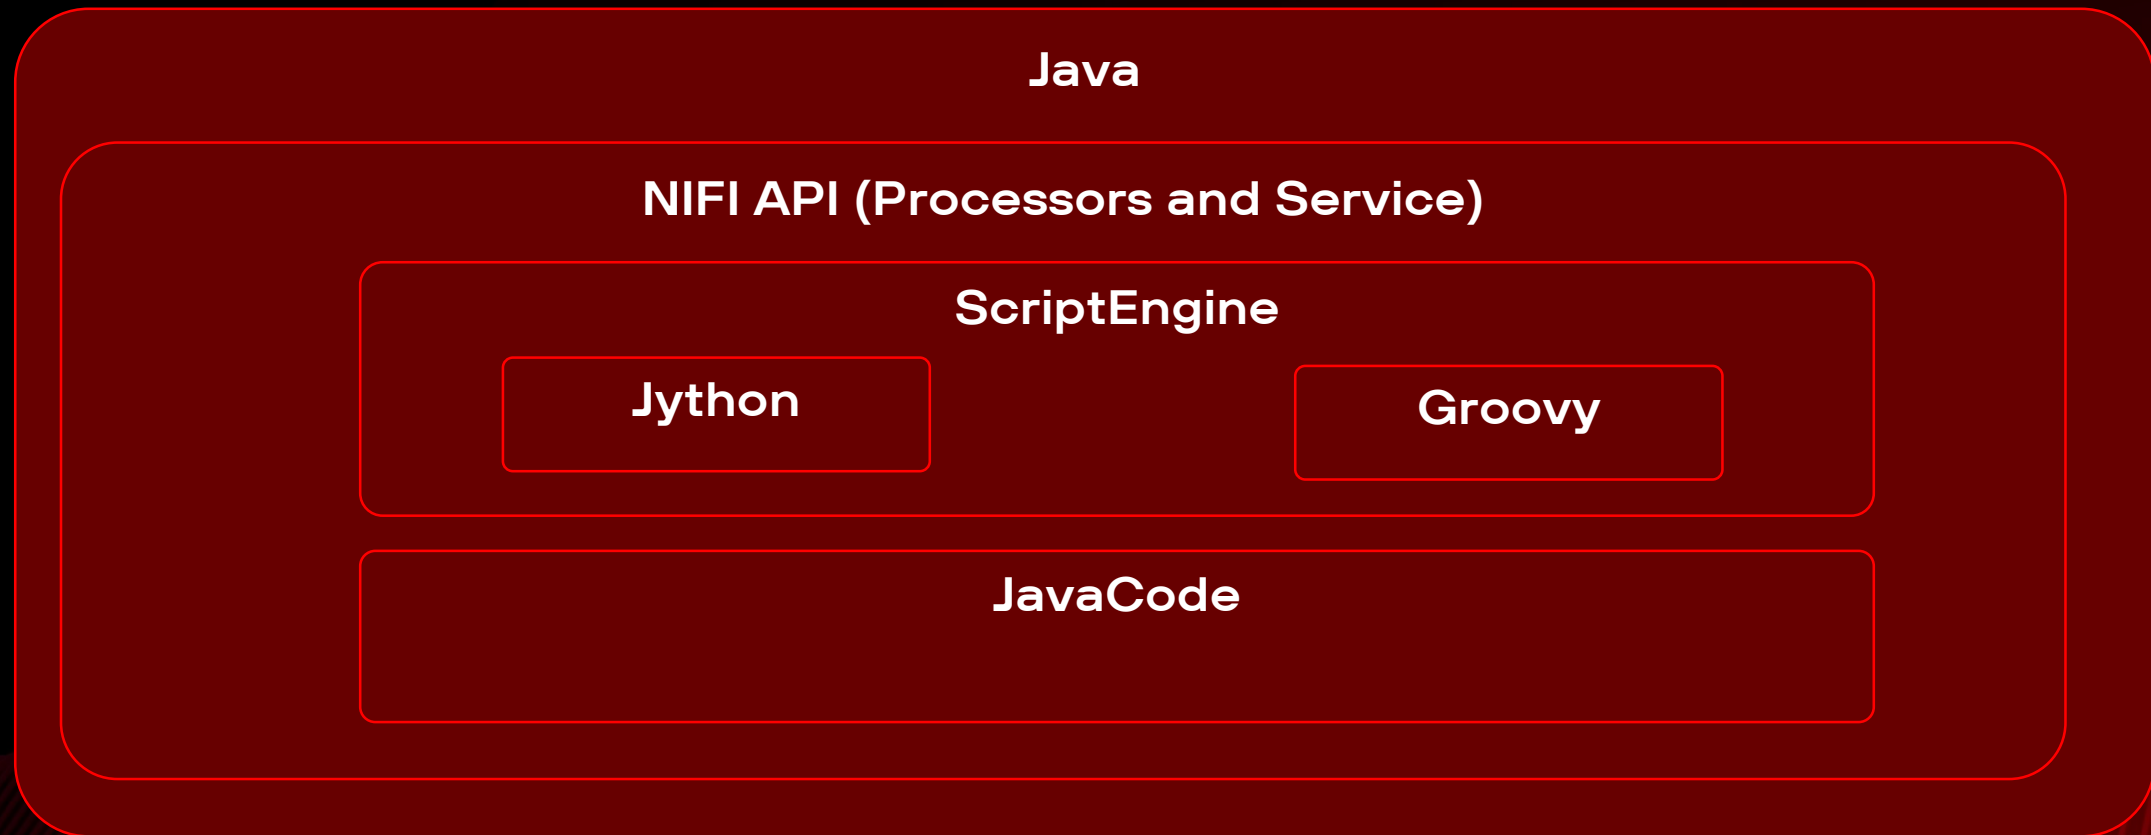 Java
NIFI API (Processors and Service)
ScriptEngine
Jython
Groovy
JavaCode